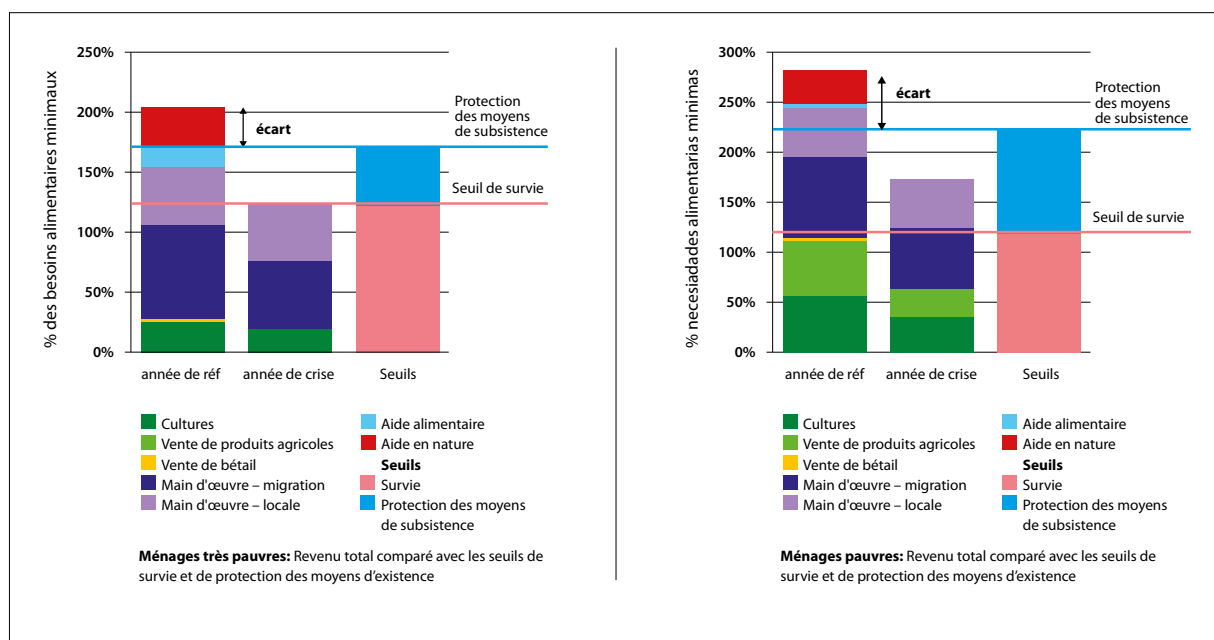 % des besoins alimentaires minimaux
250%
200%
150%
100%
50%
0%
écart
Protection
des moyens
de subsistence
Seuil de survie
année de réf
année de crise
Seuils
Cultures
Vente de produits agricoles
Vente de bétail
Main d'œuvre – migration
Main d'œuvre – locale
Aide alimentaire
Aide en nature
Seuils
Survie
Protection des moyens
de subsistence
Ménages très pauvres: Revenu total comparé avec les seuils de
survie et de protection des moyens d'existence
% necesiadades alimentarias minimas
300%
250%
200%
150%
100%
50%
0%
écart
Protection
des moyens
de subsistence
Seuil de survie
année de réf
année de crise
Seuils
Cultures
Vente de produits agricoles
Vente de bétail
Main d'œuvre – migration
Main d'œuvre – locale
Aide alimentaire
Aide en nature
Seuils
Survie
Protection des moyens
de subsistence
Ménages pauvres: Revenu total comparé avec les seuils de
survie et de protection des moyens d'existence